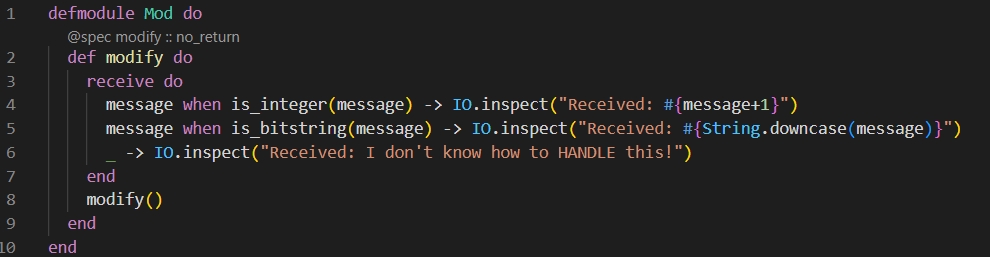 1 defmodule Mod do
@spec modify :: no_return
2 def modify do
3 receive do
4 message when is_integer(message) -> IO.inspect("Received: #{message+1}")
5 message when is_bitstring(message) -> IO.inspect("Received: #{String.downcase(message)}")
6 _ -> IO.inspect("Received: I don't know how to HANDLE this!")
7 end
8 modify()
9 end
10 end